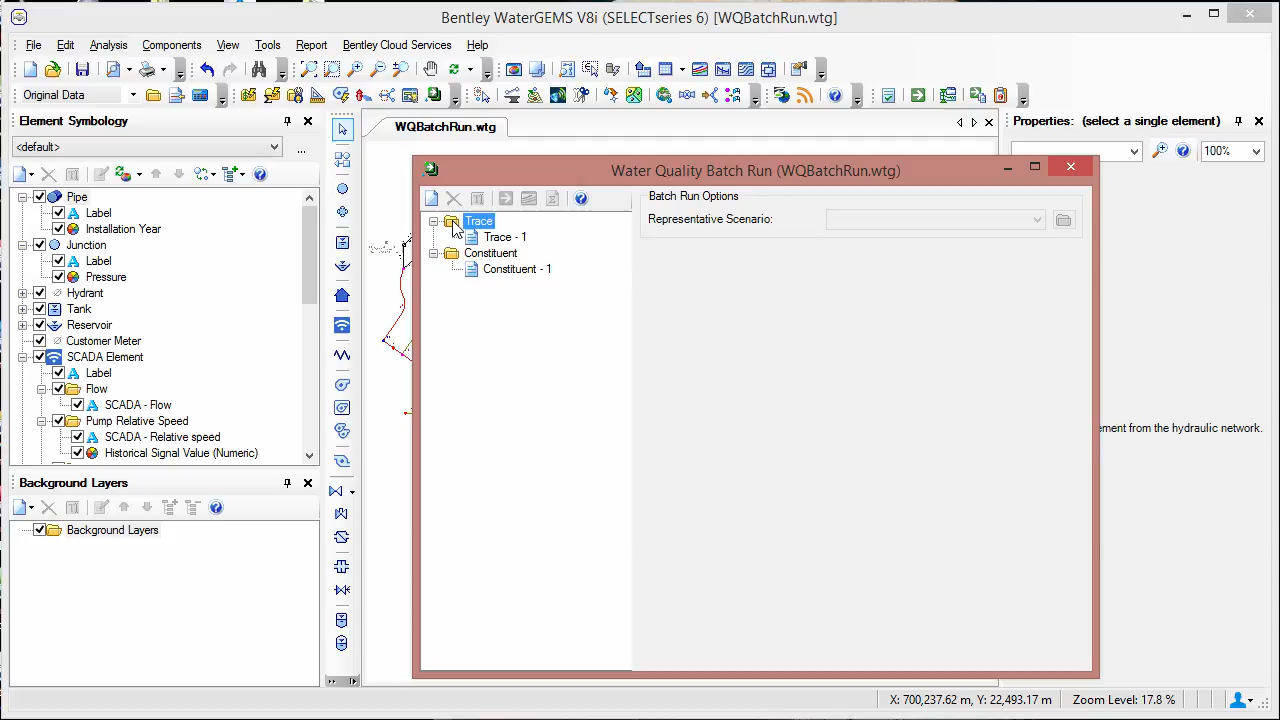 Bentley WaterGEMS V8i (SELECTseries 6) [WQBatchRun.wtg]
File Edit Analysis Components View Tools Report Bentley Cloud Services Help
Original Data
Element Symbology
<default>
...
Pipe
Label
Installation Year
Junction
Label
Pressure
Hydrant
Tank
Reservoir
Customer Meter
SCADA Element
Label
Flow
SCADA - Flow
Pump Relative Speed
SCADA - Relative speed
Historical Signal Value (Numeric)
Background Layers
Background Layers
WQBatchRun.wtg
Water Quality Batch Run (WQBatchRun.wtg)
Trace
Trace - 1
Constituent
Constituent - 1
Batch Run Options
Representative Scenario:
Properties: (select a single element)
100%
ement from the hydraulic network.
X: 700,237.62 m, Y: 22,493.17 m Zoom Level: 17.8 %